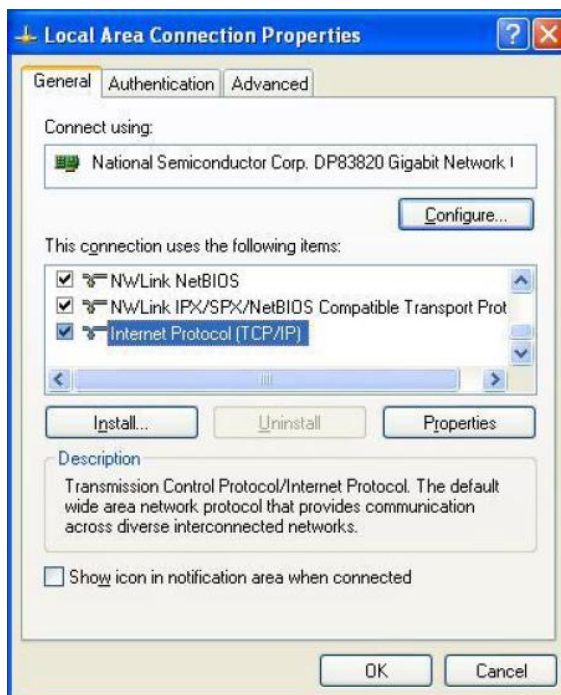 Local Area Connection Properties
General Authentication Advanced
Connect using:
National Semiconductor Corp. DP83820 Gigabit Network
Configure...
This connection uses the following items:
NWLink NetBIOS
NWLink IPX/SPX/NetBIOS Compatible Transport Prot
Internet Protocol (TCP/IP)
Install... Uninstall Properties
Description
Transmission Control Protocol/Internet Protocol. The default
wide area network protocol that provides communication
across diverse interconnected networks.
Show icon in notification area when connected
OK Cancel